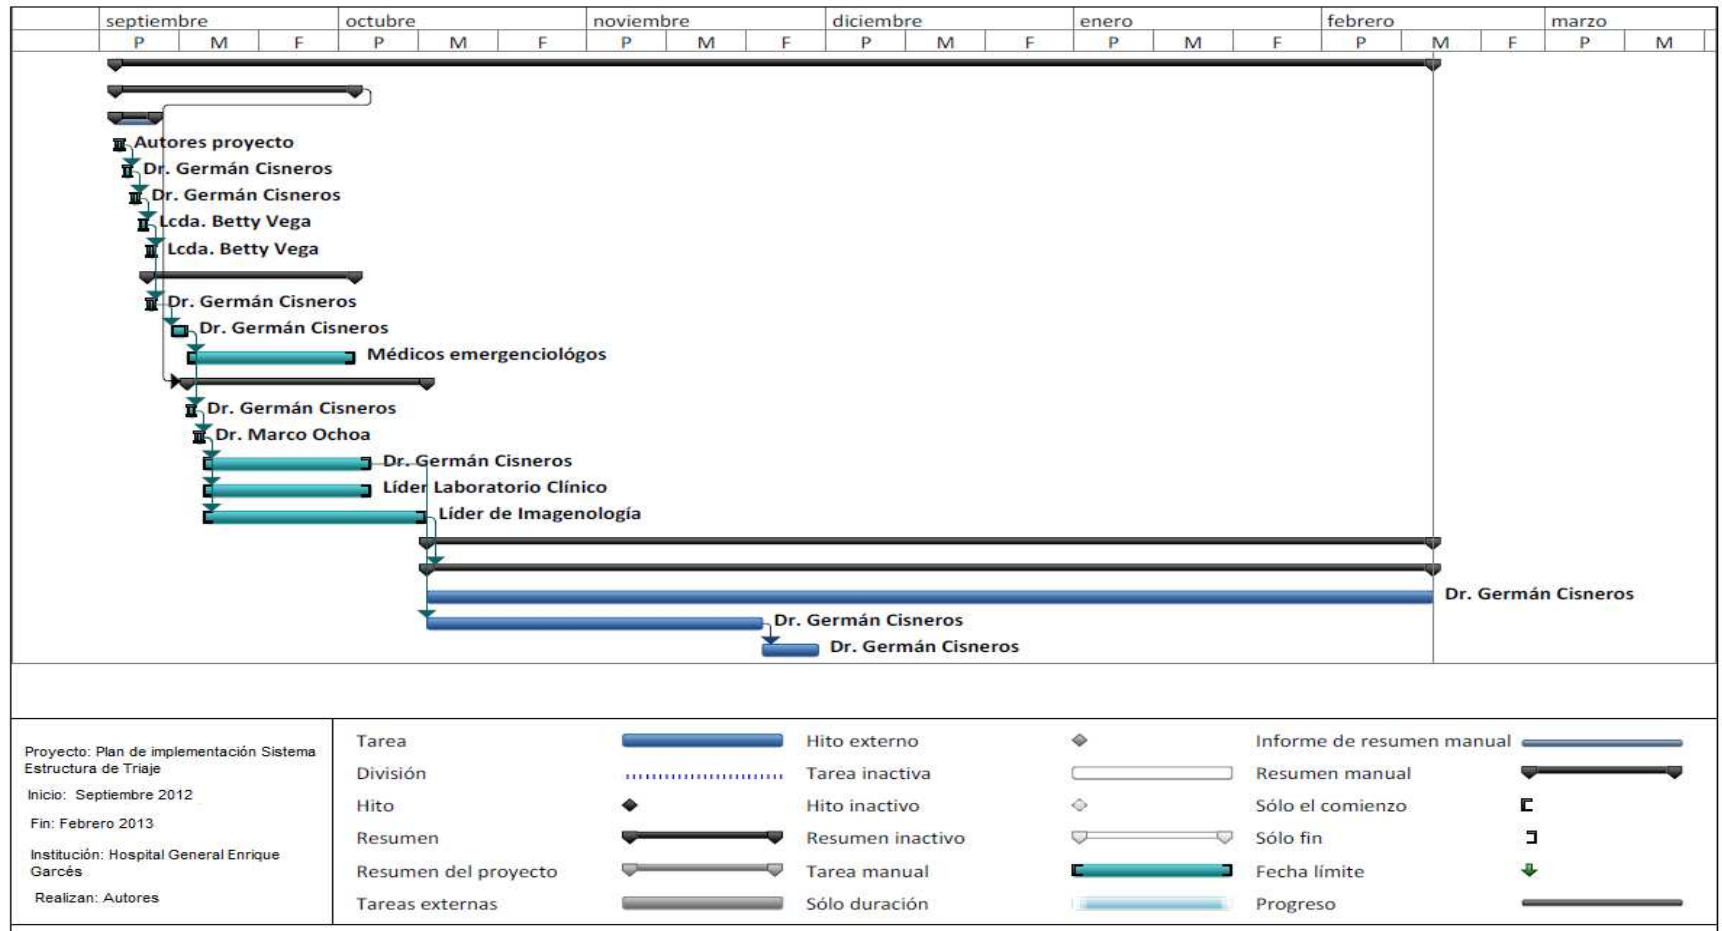 septiembre octubre noviembre diciembre enero febrero marzo
P M F P M F P M F P M F P M F P M F P M
Autores proyecto
Dr. Germán Cisneros
Dr. Germán Cisneros
Lcda. Betty Vega
Lcda. Betty Vega
Dr. Germán Cisneros
Dr. Germán Cisneros
Médicos emergenciológos
Dr. Germán Cisneros
Dr. Marco Ochoa
Dr. Germán Cisneros
Líder Laboratorio Clínico
Líder de Imagenología
Dr. Germán Cisneros
Dr. Germán Cisneros
Dr. Germán Cisneros
Proyecto: Plan de implementación Sistema
Estructura de Triaje
Inicio: Septiembre 2012
Fin: Febrero 2013
Institución: Hospital General Enrique
Garcés
Realizan: Autores
Tarea
División
Hito
Resumen
Resumen del proyecto
Tareas externas
Hito externo
Tarea inactiva
Hito inactivo
Resumen inactivo
Tarea manual
Sólo duración
Informe de resumen manual
Resumen manual
Sólo el comienzo
Sólo fin
Fecha límite
Progreso